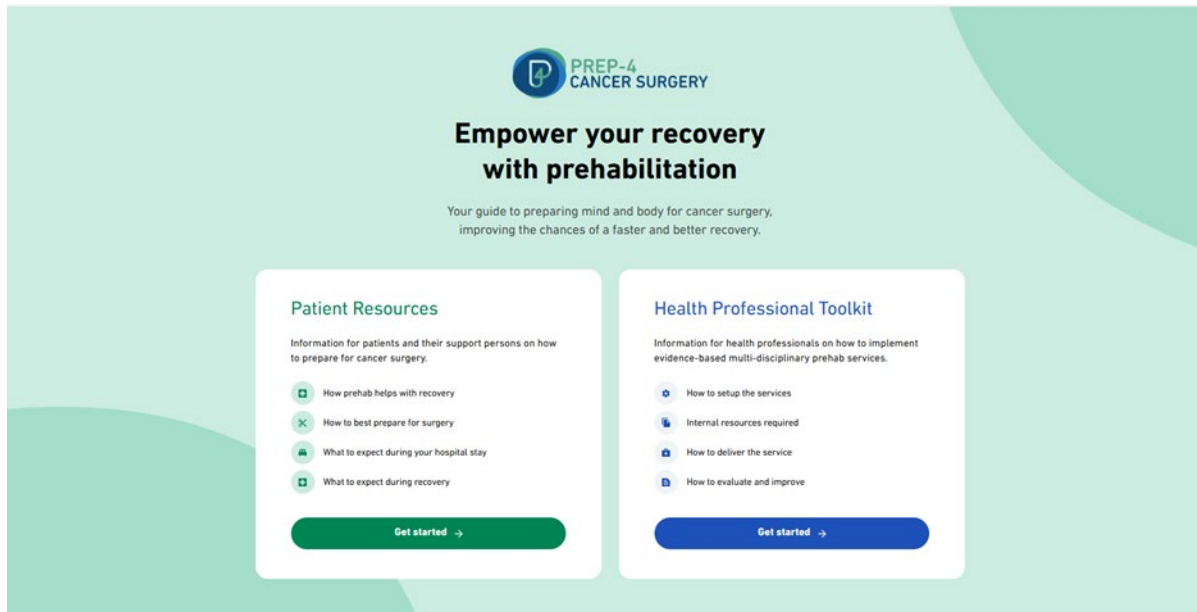 P4
PREP-4
CANCER SURGERY
Empower your recovery
with prehabilitation
Your guide to preparing mind and body for cancer surgery,
improving the chances of a faster and better recovery.
Patient Resources
Information for patients and their support persons on how
to prepare for cancer surgery.
How prehab helps with recovery
How to best prepare for surgery
What to expect during your hospital stay
What to expect during recovery
Get started →
Health Professional Toolkit
Information for health professionals on how to implement
evidence-based multi-disciplinary prehab services.
How to setup the services
Internal resources required
How to deliver the service
How to evaluate and improve
Get started →